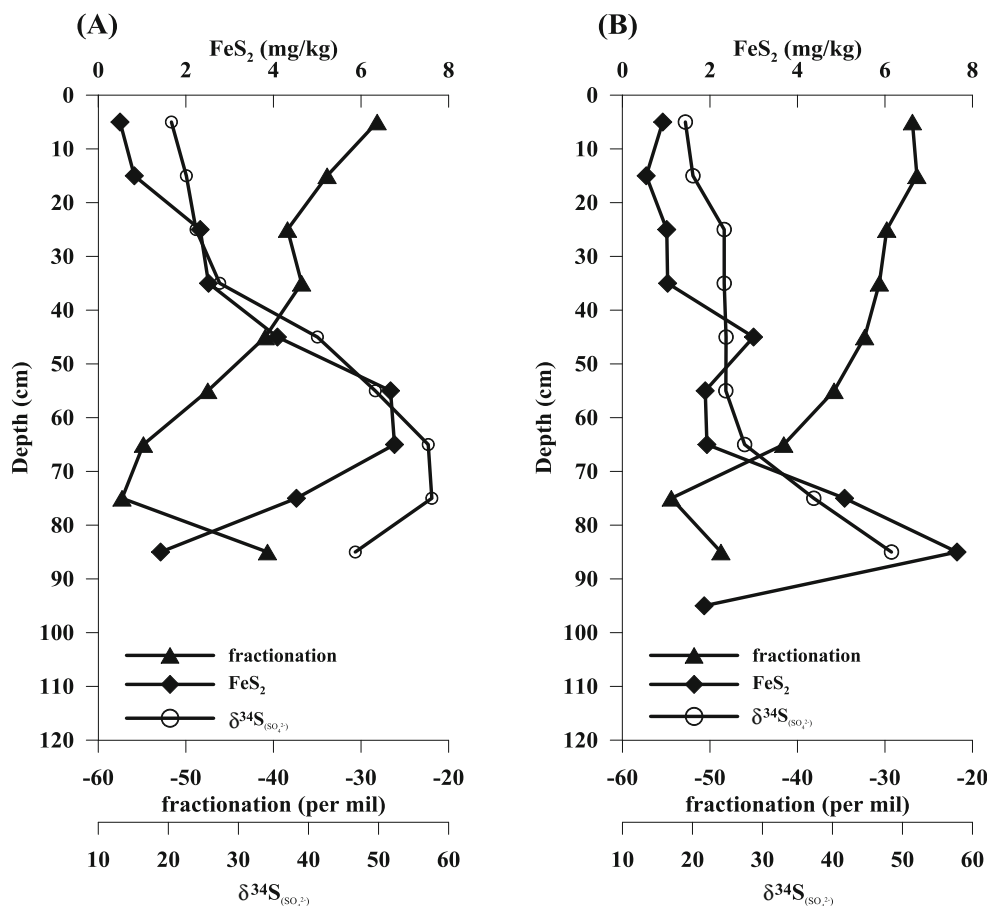 (A)
FeS₂ (mg/kg)
0 2 4 6 8
0
10
20
30
40
50
60
70
80
90
100
110
120
Depth (cm)
fractionation
FeS₂
δ³⁴S(SO₄²⁻)
-60 -50 -40 -30 -20
fractionation (per mil)
10 20 30 40 50 60
δ³⁴S(SO₄²⁻)
(B)
FeS₂ (mg/kg)
0 2 4 6 8
0
10
20
30
40
50
60
70
80
90
100
110
120
Depth (cm)
fractionation
FeS₂
δ³⁴S(SO₄²⁻)
-60 -50 -40 -30 -20
fractionation (per mil)
10 20 30 40 50 60
δ³⁴S(SO₄²⁻)